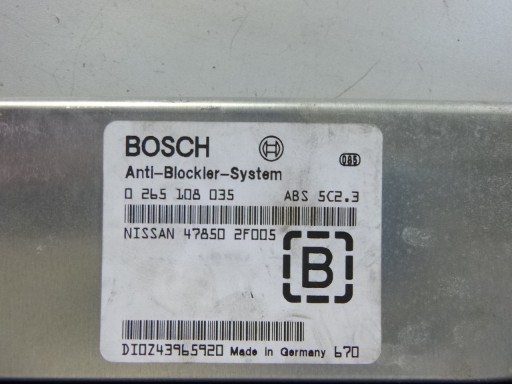 BOSCH 085
Anti-Blockier-System
0 265 108 035 ABS 5C2.3
NISSAN 47850 2F005
B
DIOZ43965920 Made in Germany 670